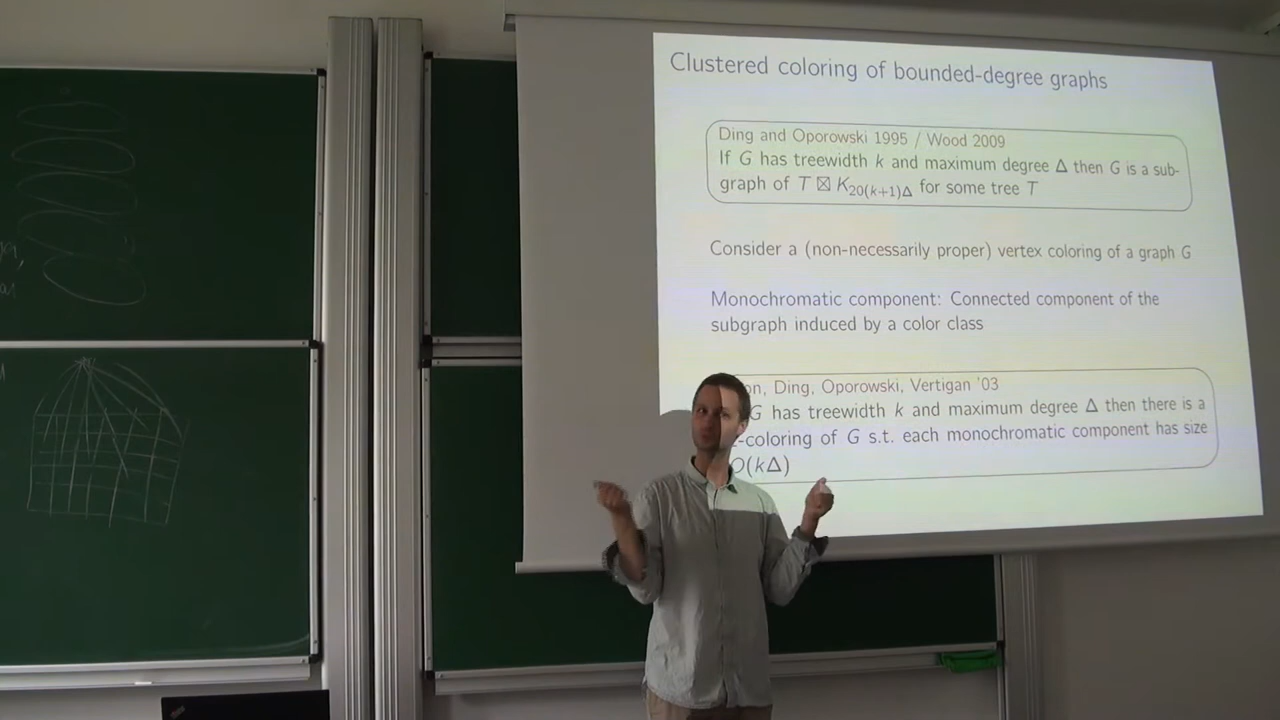 Clustered coloring of bounded-degree graphs
Ding and Oporowski 1995 / Wood 2009
If G has treewidth k and maximum degree Δ then G is a sub-
graph of T ⊠ K₂₀₍ₖ₊₁₎Δ for some tree T
Consider a (non-necessarily proper) vertex coloring of a graph G
Monochromatic component: Connected component of the
subgraph induced by a color class
Ding, Oporowski, Vertigan '03
G has treewidth k and maximum degree Δ then there is a
-coloring of G s.t. each monochromatic component has size
O(kΔ)